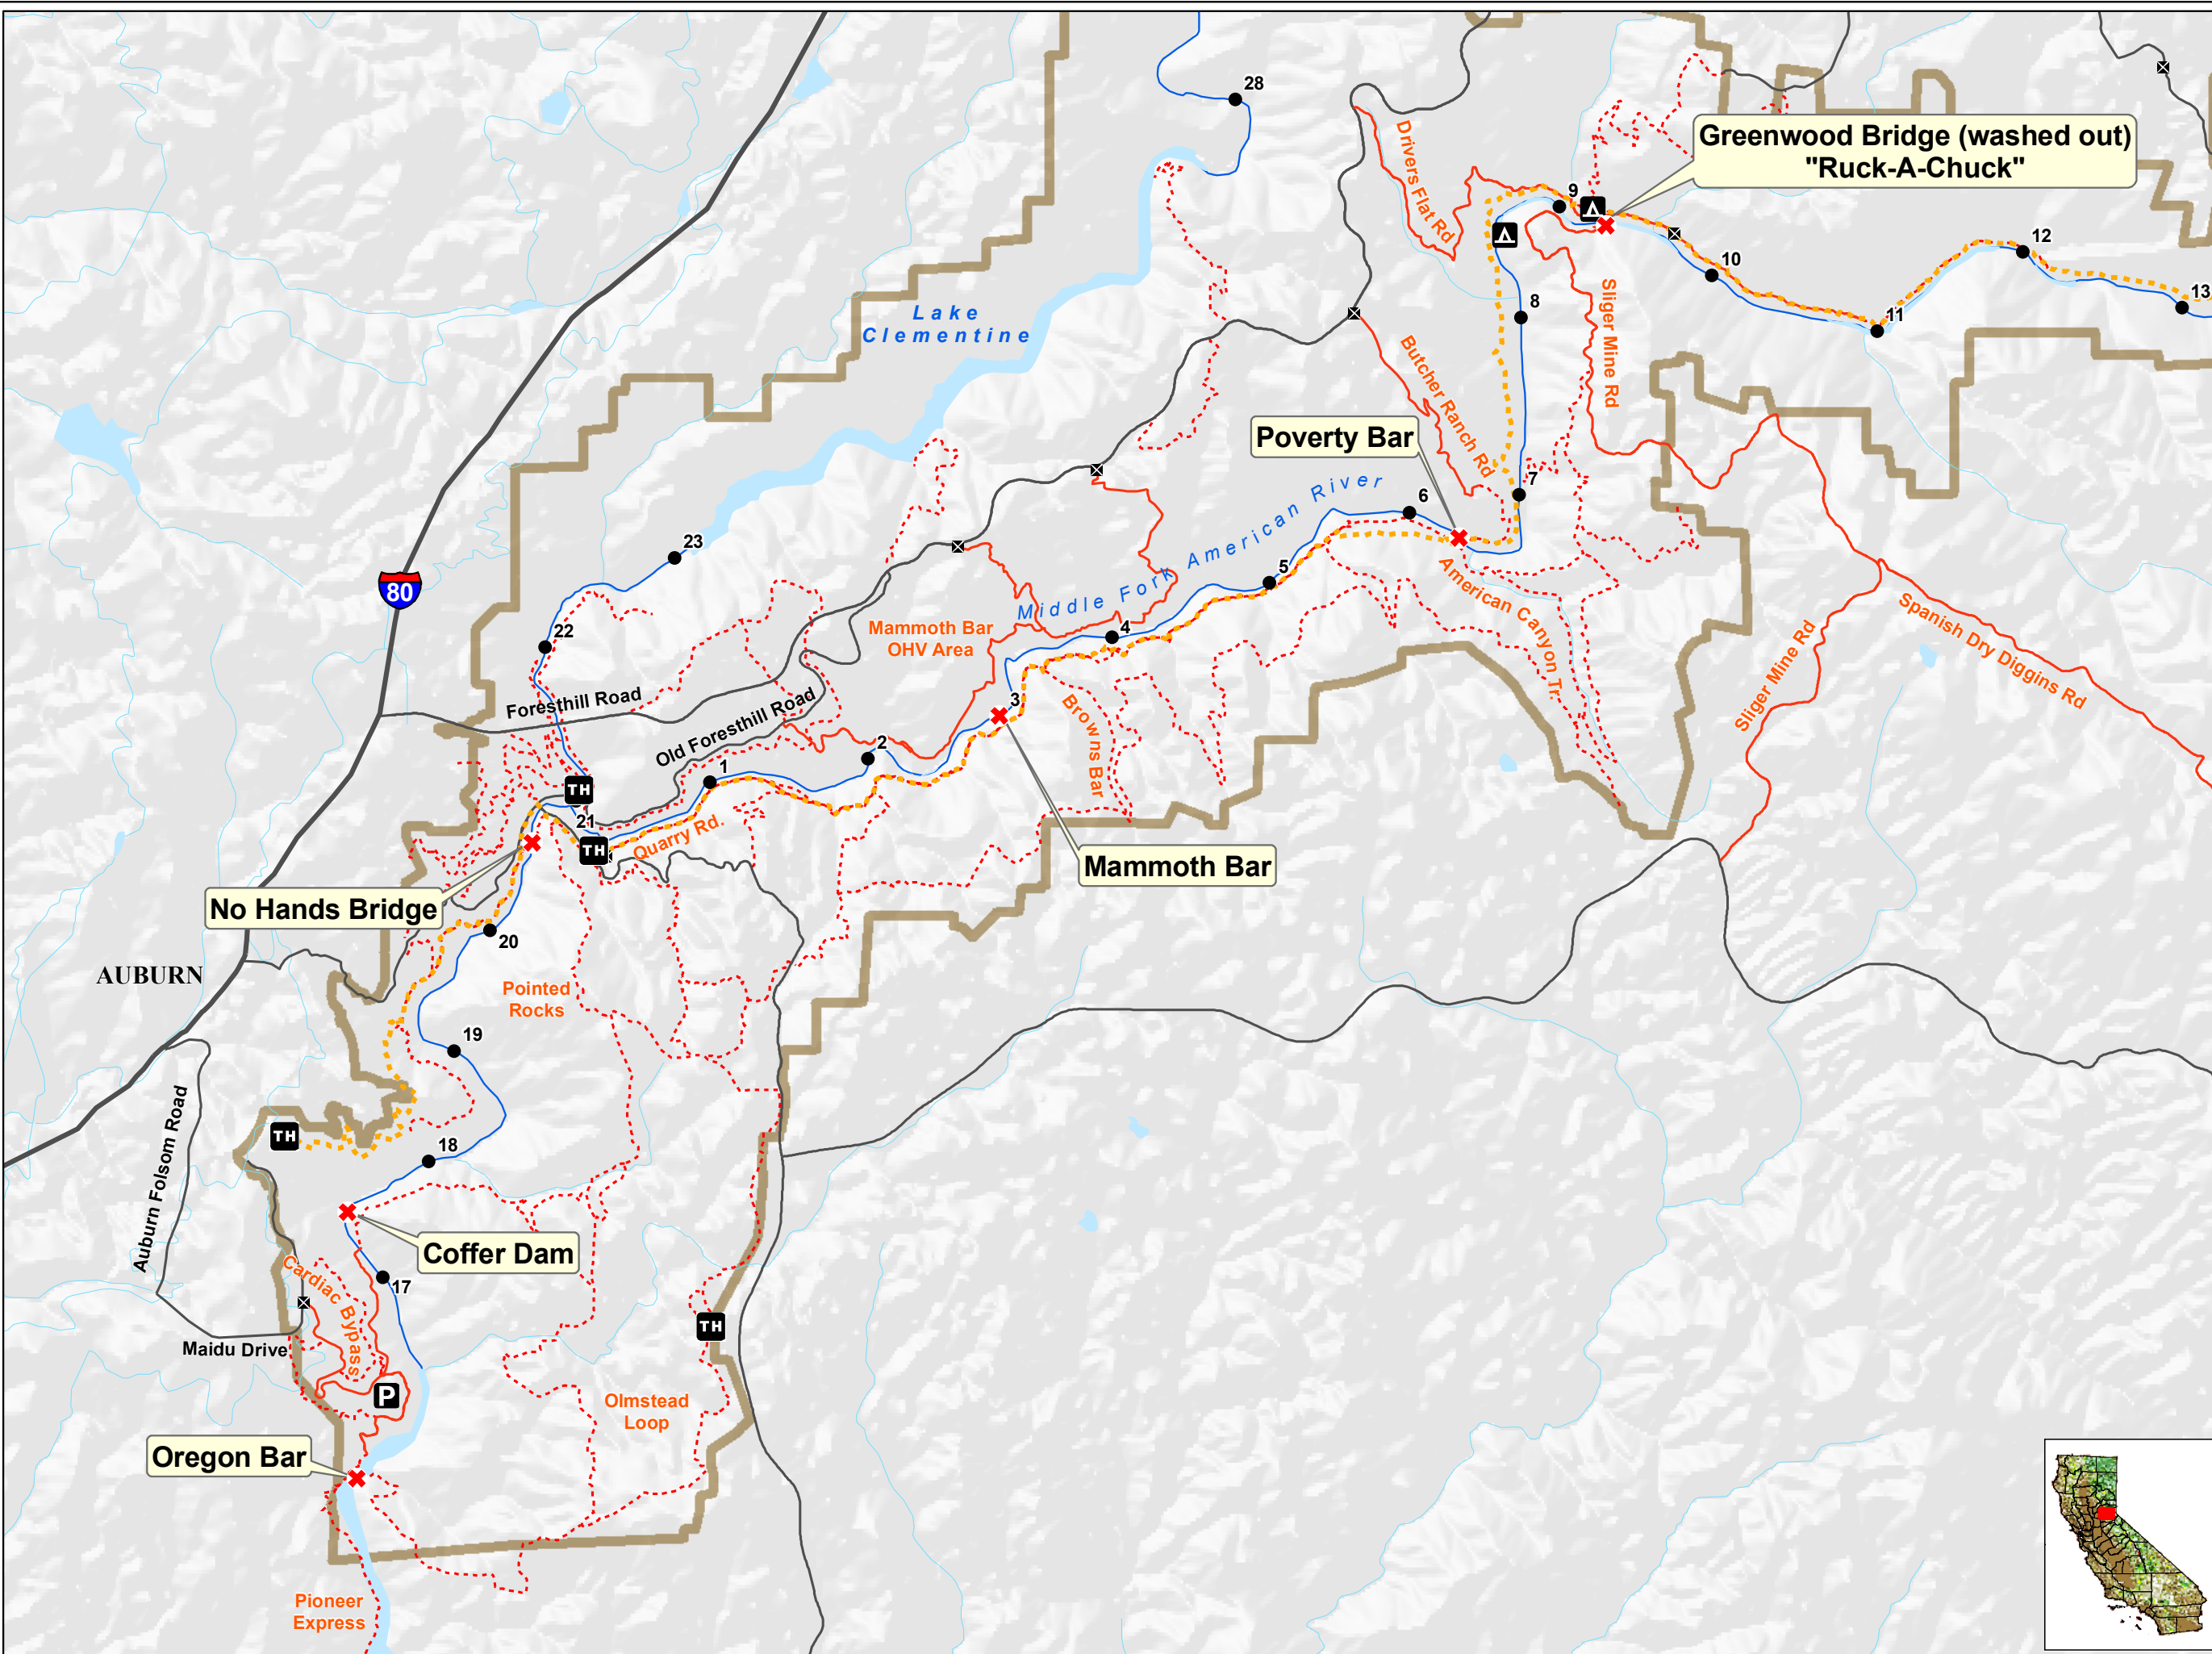 28
Greenwood Bridge (washed out)
"Ruck-A-Chuck"
Drivers Flat Rd
9
12
10
13
11
8
Sliger Mine Rd
Lake
Clementine
Butcher Ranch Rd
Poverty Bar
7
6
Middle Fork American River
23
5
American Canyon Tr.
Spanish Dry Diggins Rd
80
22
4
Mammoth Bar
OHV Area
Sliger Mine Rd
Foresthill Road
Old Foresthill Road
3
Browns Bar
2
1
TH
21
TH
Quarry Rd.
Mammoth Bar
No Hands Bridge
20
AUBURN
Pointed
Rocks
19
Auburn Folsom Road
TH
18
Coffer Dam
Cardiac Bypass
17
TH
Maidu Drive
P
Olmstead
Loop
Oregon Bar
Pioneer
Express